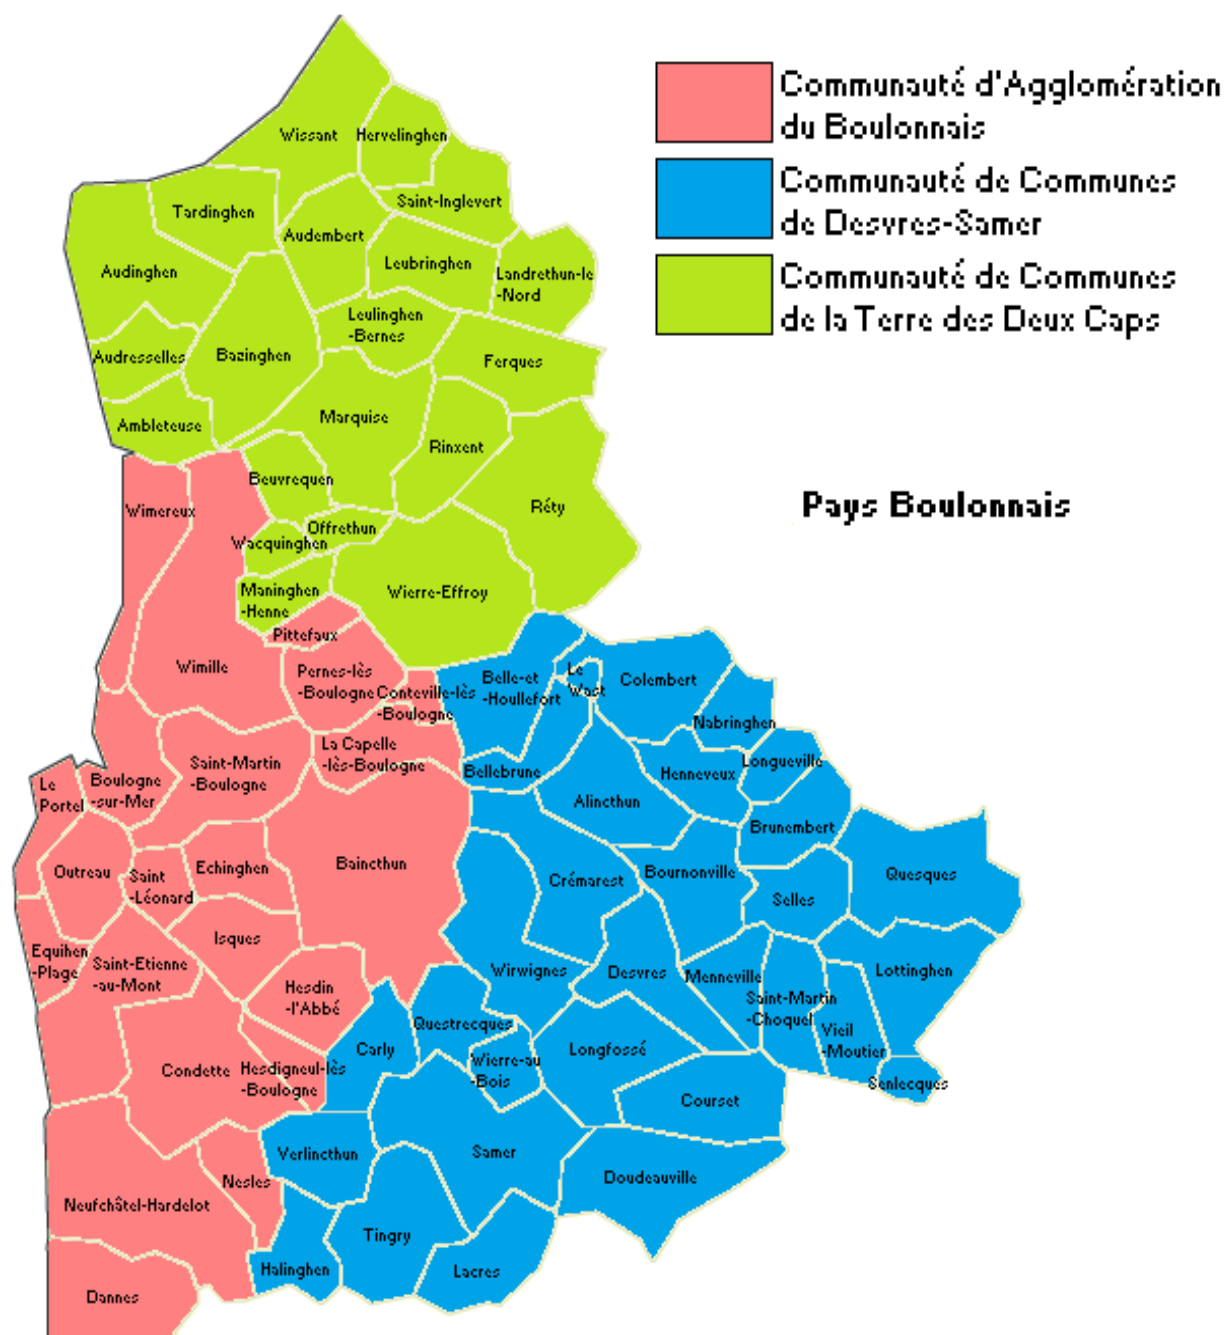 Communauté d'Agglomération
du Boulonnais
Communauté de Communes
de Desvres-Samer
Communauté de Communes
de la Terre des Deux Caps
Pays Boulonnais
Wissant
Hervelinghen
Saint-Inglevert
Tardinghen
Audembert
Leubringhen
Landrethun-le
-Nord
Audinghen
Leulinghen
-Bernes
Audresselles
Bazinghen
Ferques
Ambleteuse
Marquise
Rinxent
Beuvrequen
Réty
Wimereux
Offrethun
Wacquinghen
Maninghen
-Henne
Wierre-Effroy
Pittefaux
Wimille
Pernes-lès
-Boulogne
Conteville-lès
-Boulogne
Belle-et
-Houllefort
Le
Wast
Colembert
Nabringhen
La Capelle
-lès-Boulogne
Saint-Martin
-Boulogne
Bellebrune
Henneveux
Longueville
Le
Portel
Boulogne
-sur-Mer
Alincthun
Brunembert
Outreau
Saint
-Léonard
Echinghen
Baincthun
Crémarest
Bournonville
Selles
Quesques
Isques
Equihen
-Plage
Saint-Etienne
-au-Mont
Hesdin
-l'Abbé
Wirwignes
Desvres
Menneville
Saint-Martin
-Choquel
Lottinghen
Vieil
-Moutier
Questrecques
Carly
Wierre-au
-Bois
Longfossé
Condette
Hesdigneul-lès
-Boulogne
Senlecques
Courset
Verlincthun
Samer
Doudeauville
Nesles
Neufchâtel-Hardelot
Tingry
Halinghen
Lacres
Dannes